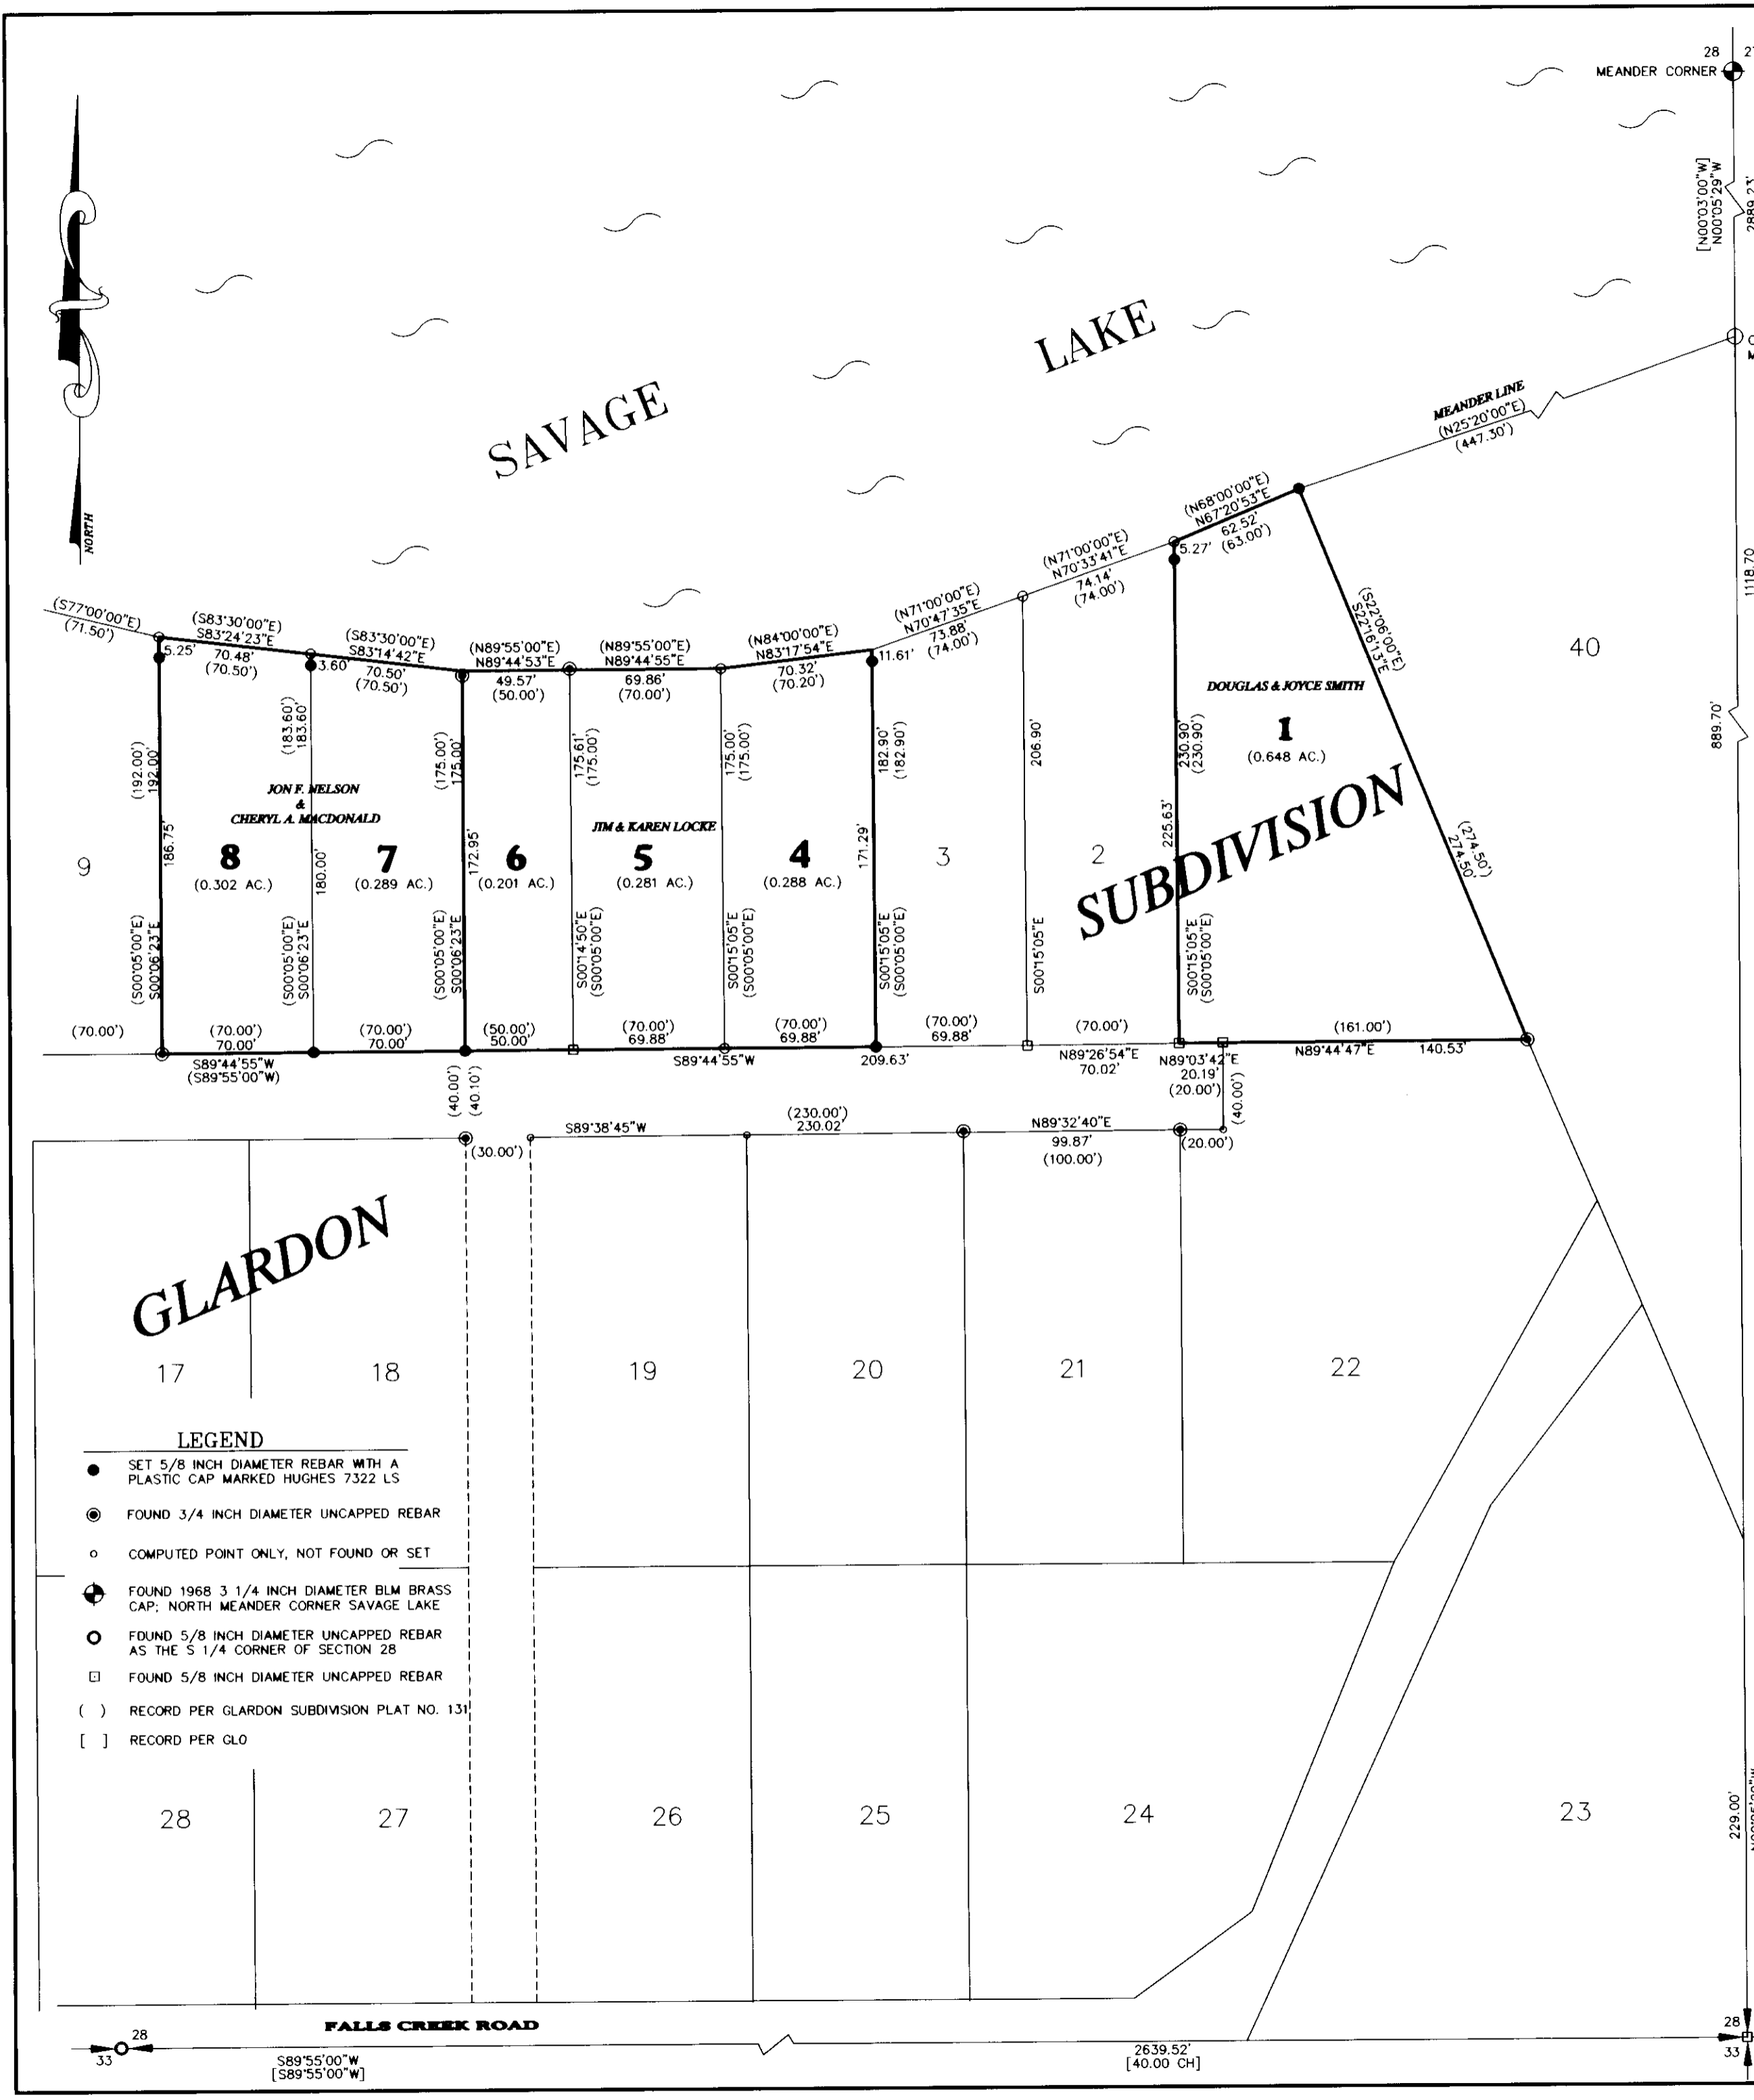 28
MEANDER CORNER
[N00°03'00"W]
N00°05'29"W
2889.23'
SAVAGE LAKE
NORTH
MEANDER LINE
(N25°20'00"E)
(447.30')
1118.70
889.70'
40
(S77°00'00"E)
(71.50')
(S83°30'00"E)
S83°24'23"E
70.48'
(70.50')
5.25'
(S83°30'00"E)
S83°14'42"E
70.50'
(70.50')
3.60'
(N89°55'00"E)
N89°44'53"E
49.57'
(50.00')
(N89°55'00"E)
N89°44'55"E
69.86'
(70.00')
(N84°00'00"E)
N83°17'54"E
70.32'
(70.20')
11.61'
(N71°00'00"E)
N70°47'35"E
73.88'
(74.00')
(N71°00'00"E)
N70°33'41"E
74.14'
(74.00')
(N68°00'00"E)
N67°20'53"E
62.52'
(63.00')
5.27'
(S22°06'00"E)
S22°16'13"E
(274.50')
274.50'
DOUGLAS & JOYCE SMITH
1
(0.648 AC.)
SUBDIVISION
(192.00')
192.00'
186.75'
(S00°05'00"E)
S00°06'23"E
(183.60')
183.60'
180.00'
(S00°05'00"E)
S00°06'23"E
(175.00')
175.00'
172.95'
(S00°05'00"E)
S00°06'23"E
175.61'
(175.00')
S00°14'50"E
(S00°05'00"E)
175.00'
(175.00')
S00°15'05"E
(S00°05'00"E)
182.90'
(182.90')
171.29'
S00°15'05"E
(S00°05'00"E)
206.90'
S00°15'05"E
230.90'
(230.90')
225.63'
S00°15'05"E
(S00°05'00"E)
JON F. NELSON
&
CHERYL A. MACDONALD
JIM & KAREN LOCKE
9
8
(0.302 AC.)
7
(0.289 AC.)
6
(0.201 AC.)
5
(0.281 AC.)
4
(0.288 AC.)
3
2
(70.00')
(70.00')
70.00'
(70.00')
70.00'
(50.00')
50.00'
(70.00')
69.88'
(70.00')
69.88'
(70.00')
69.88'
(70.00')
(161.00')
S89°44'55"W
(S89°55'00"W)
S89°44'55"W
209.63'
N89°26'54"E
70.02'
N89°03'42"E
20.19'
(20.00')
N89°44'47"E
140.53'
(40.00')
(40.10')
(40.00')
(30.00')
S89°38'45"W
(230.00')
230.02'
N89°32'40"E
99.87'
(100.00')
(20.00')
GLARDON
17
18
19
20
21
22
LEGEND
SET 5/8 INCH DIAMETER REBAR WITH A
PLASTIC CAP MARKED HUGHES 7322 LS
FOUND 3/4 INCH DIAMETER UNCAPPED REBAR
COMPUTED POINT ONLY, NOT FOUND OR SET
FOUND 1968 3 1/4 INCH DIAMETER BLM BRASS
CAP; NORTH MEANDER CORNER SAVAGE LAKE
FOUND 5/8 INCH DIAMETER UNCAPPED REBAR
AS THE S 1/4 CORNER OF SECTION 28
FOUND 5/8 INCH DIAMETER UNCAPPED REBAR
( ) RECORD PER GLARDON SUBDIVISION PLAT NO. 131
[ ] RECORD PER GLO
28
27
26
25
24
23
229.00'
FALLS CREEK ROAD
28
33
S89°55'00"W
[S89°55'00"W]
2639.52'
[40.00 CH]
28
33